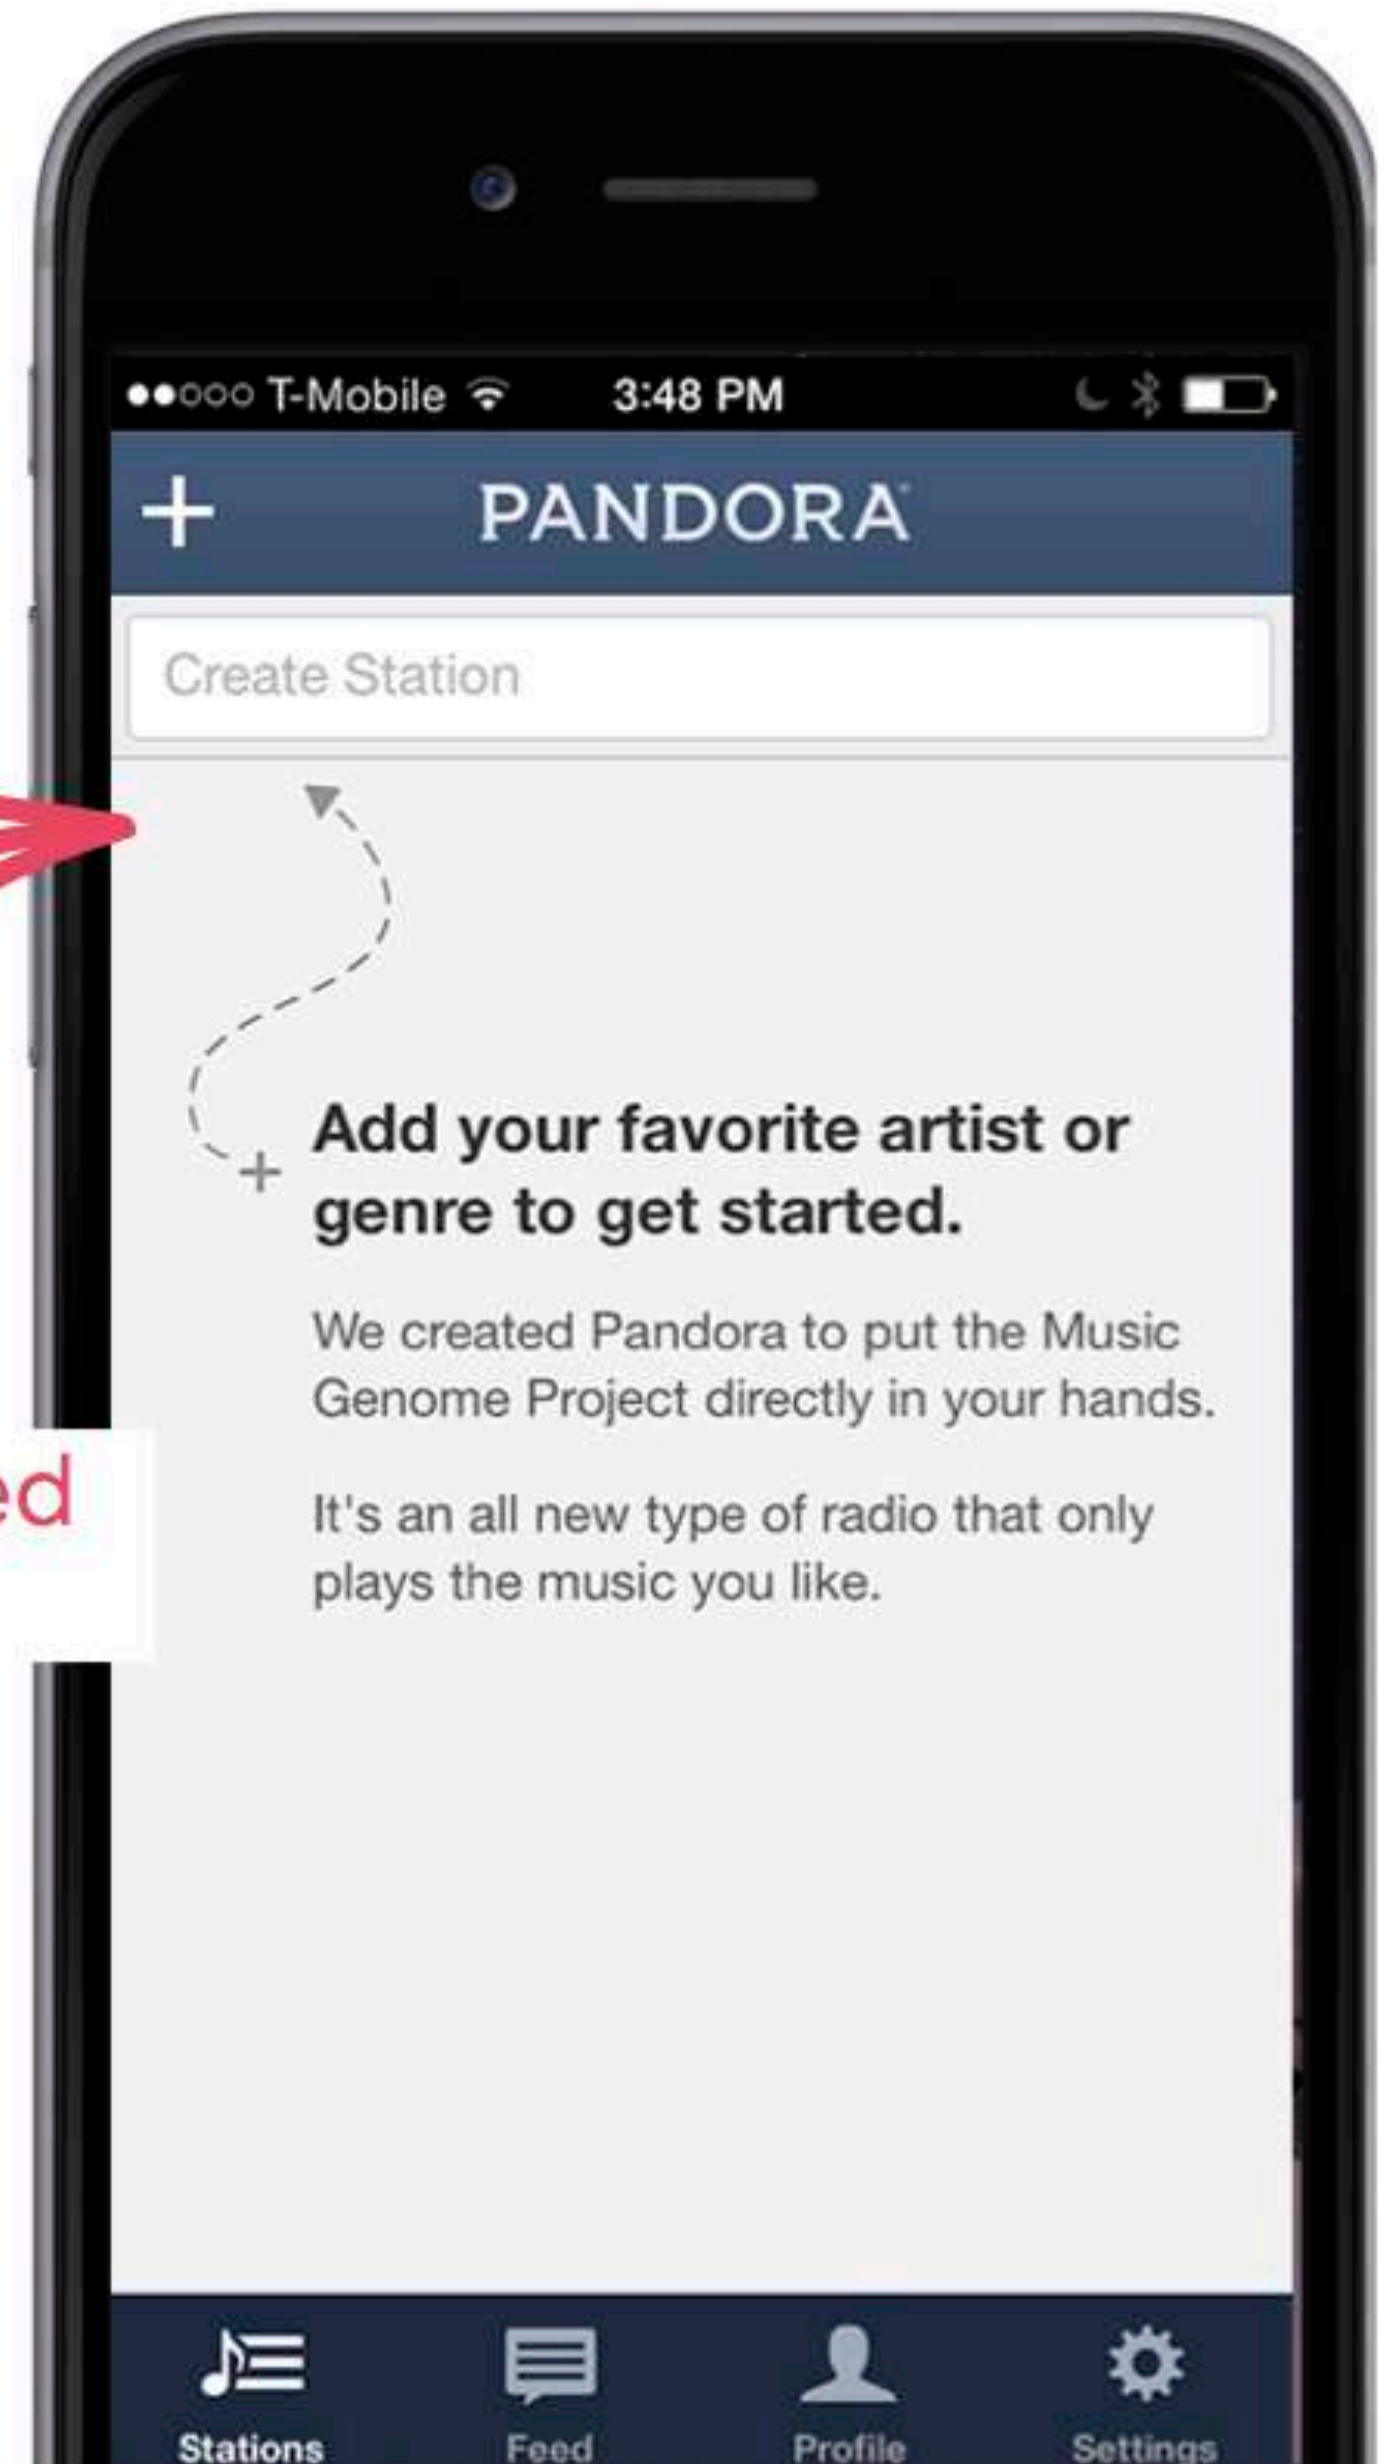 T-Mobile 3:48 PM
PANDORA
Create Station
Add your favorite artist or
genre to get started.
We created Pandora to put the Music
Genome Project directly in your hands.
ed
It's an all new type of radio that only
plays the music you like.
Stations Feed Profile Settings